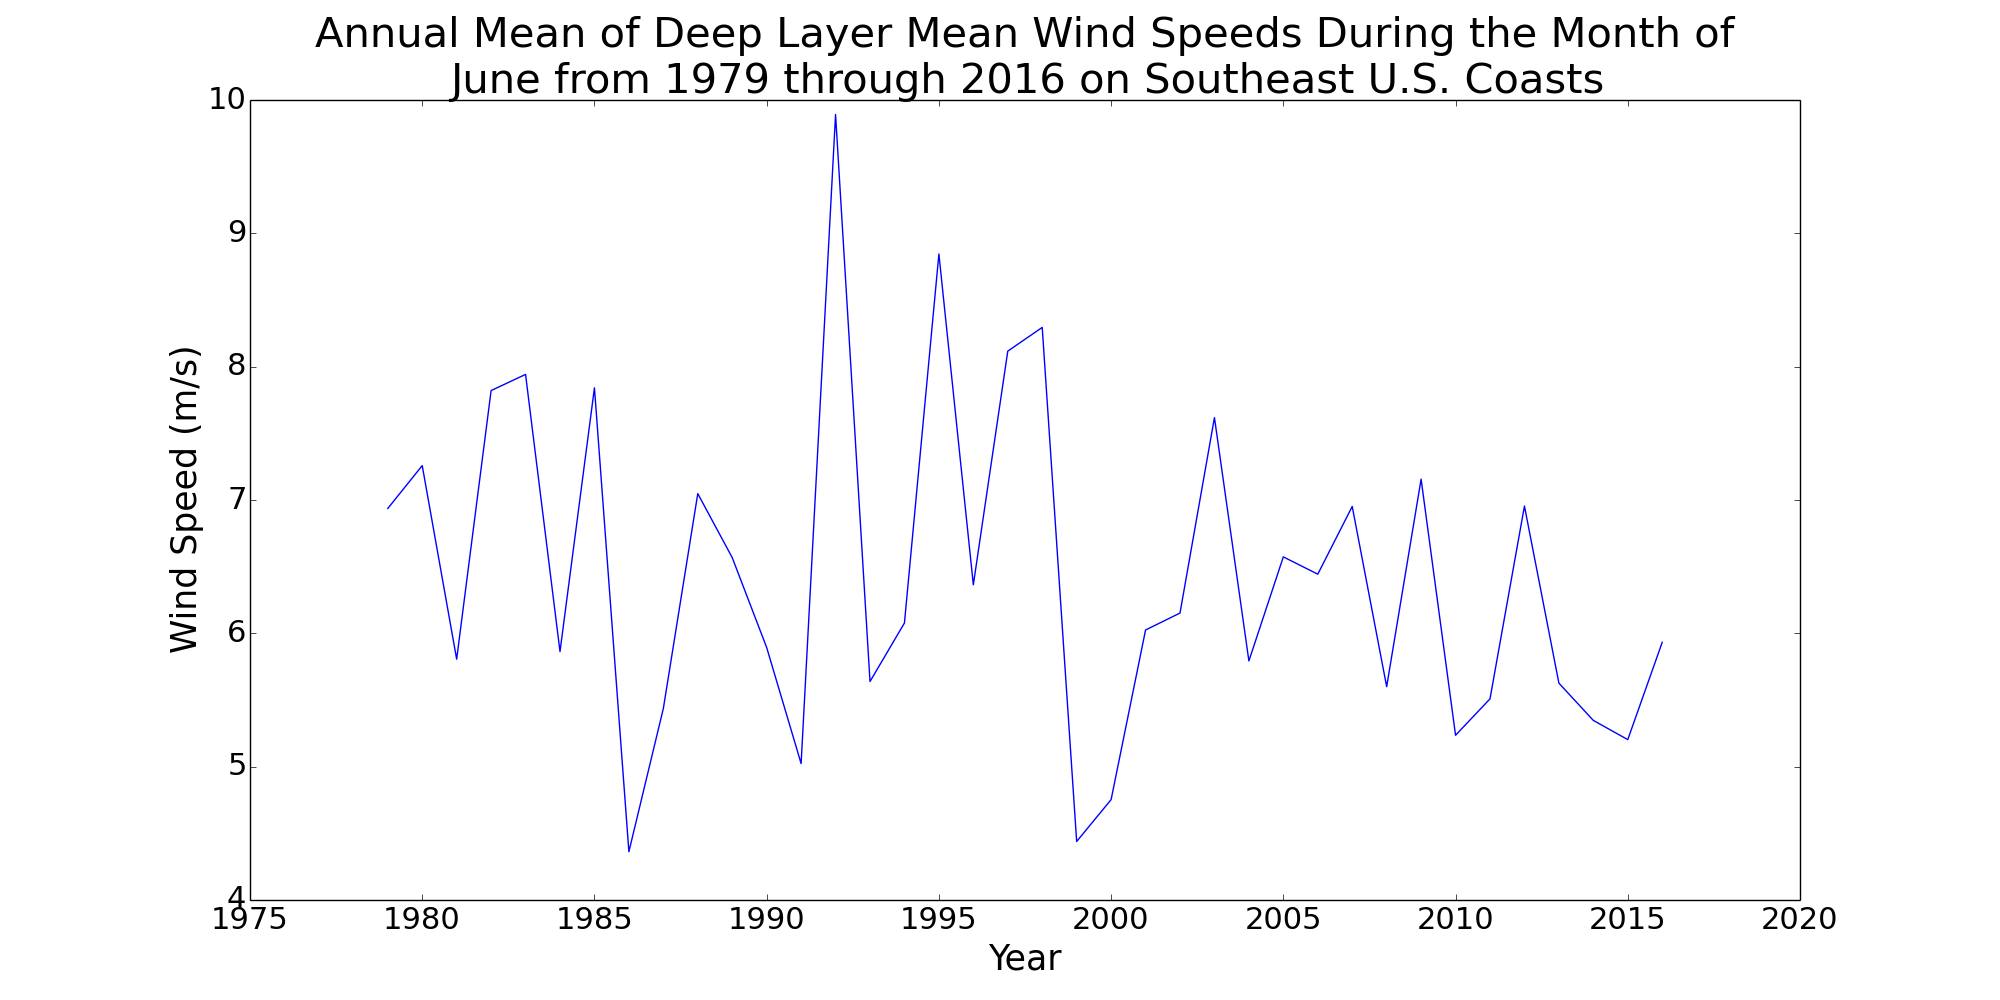 Annual Mean of Deep Layer Mean Wind Speeds During the Month of
June from 1979 through 2016 on Southeast U.S. Coasts
10
9
8
7
6
5
4
Wind Speed (m/s)
1975 1980 1985 1990 1995 2000 2005 2010 2015 2020
Year